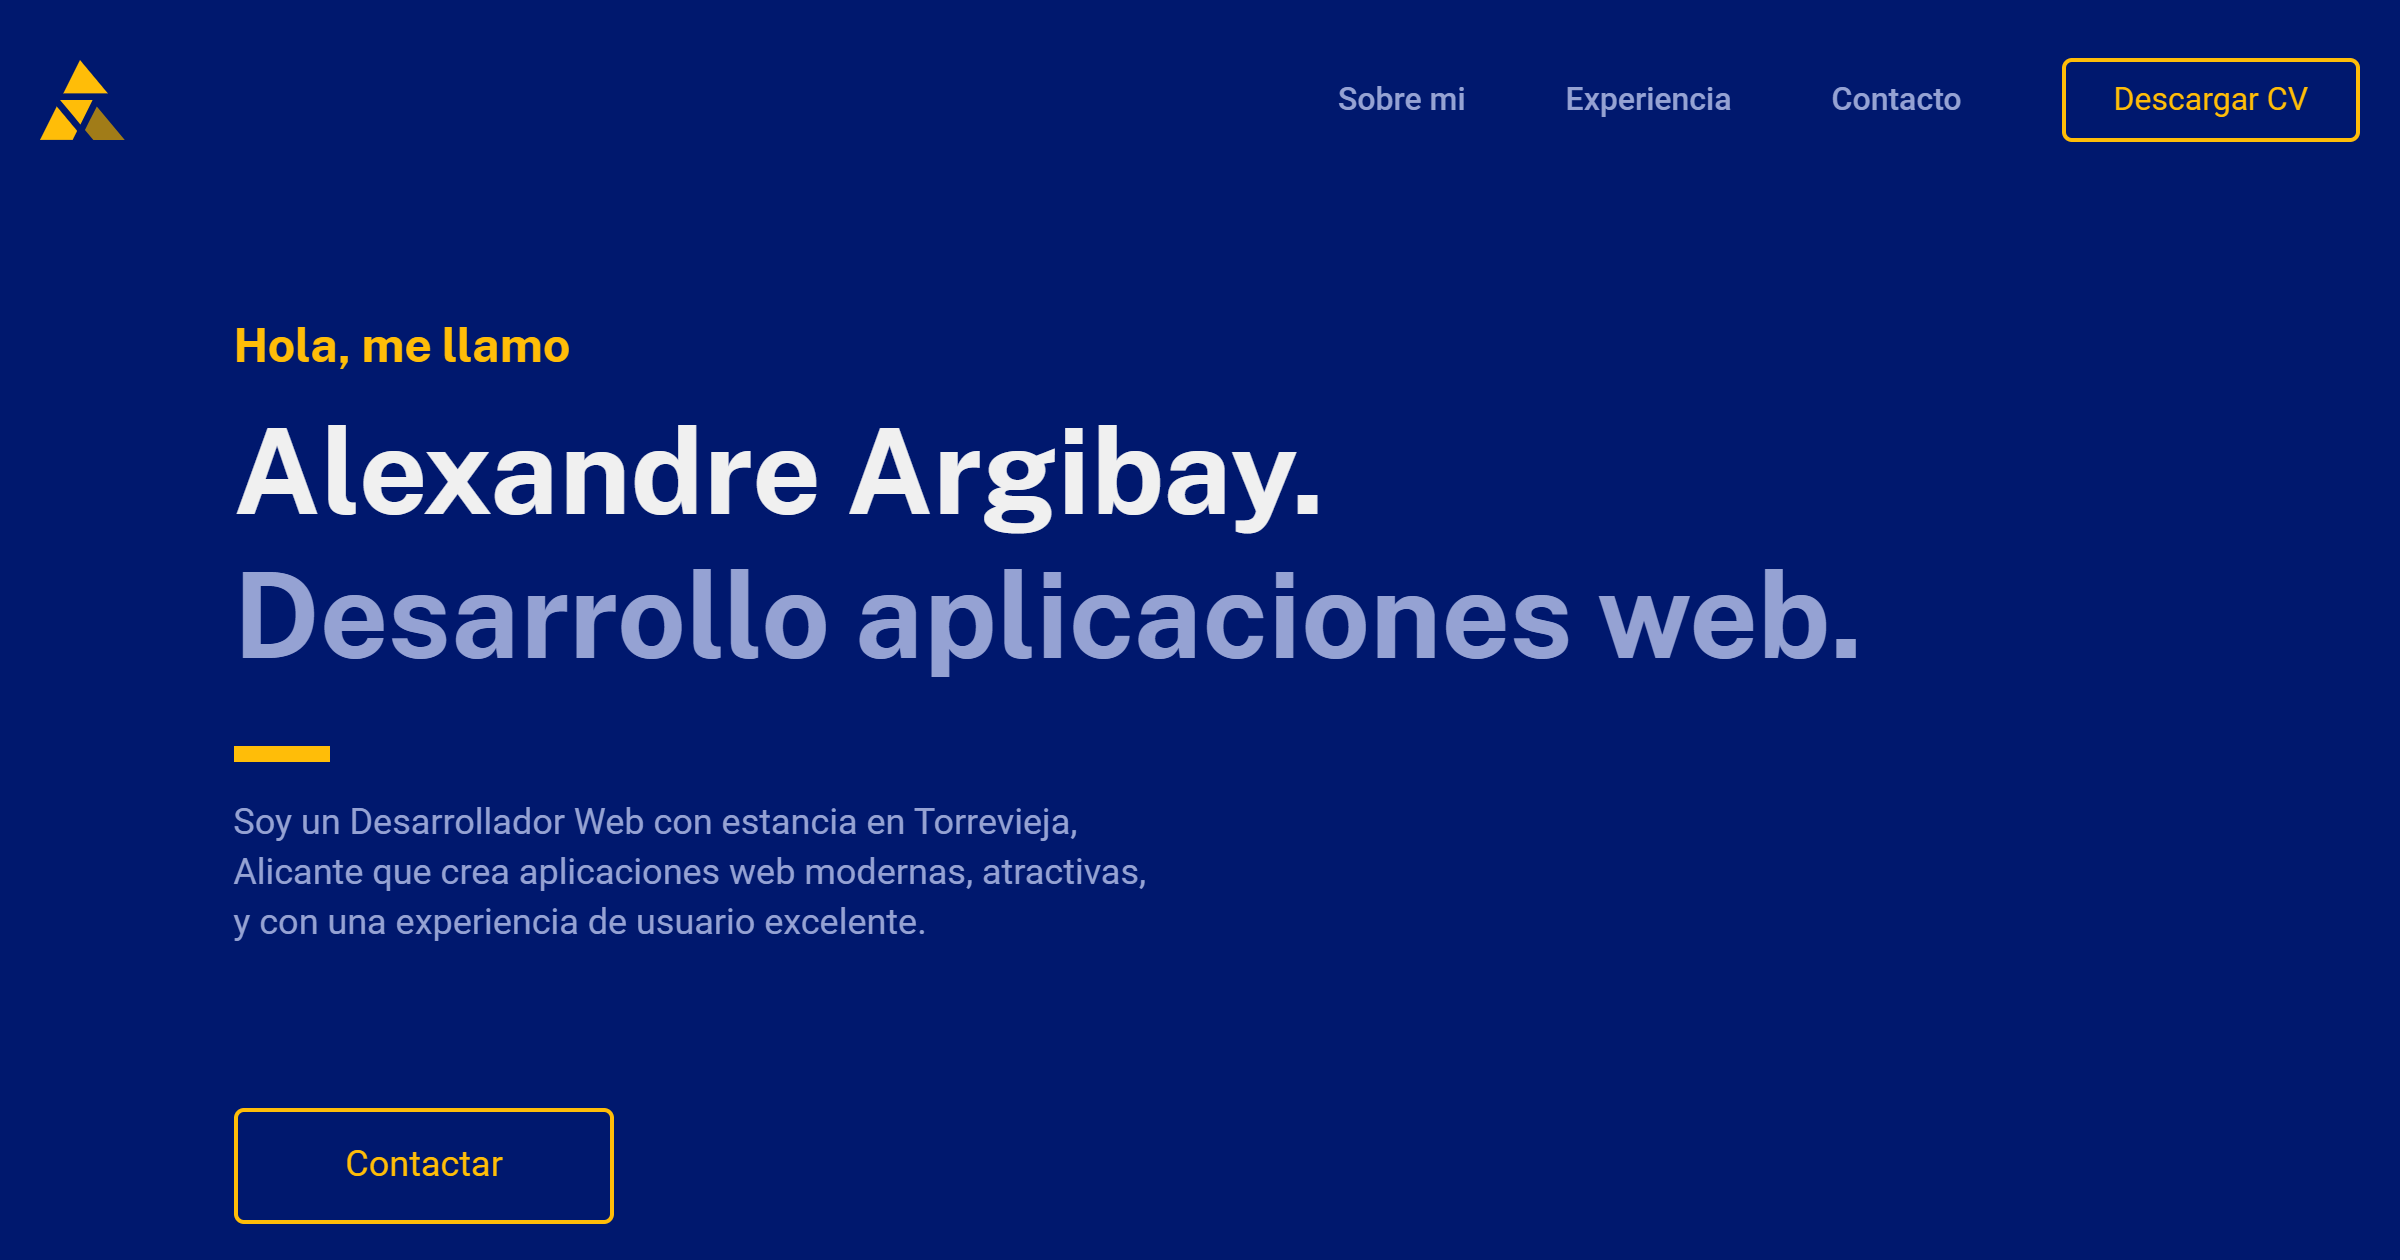 Sobre mi
Experiencia
Contacto
Descargar CV
Hola, me llamo
Alexandre Argibay.
Desarrollo aplicaciones web.
Soy un Desarrollador Web con estancia en Torrevieja,
Alicante que crea aplicaciones web modernas, atractivas,
y con una experiencia de usuario excelente.
Contactar